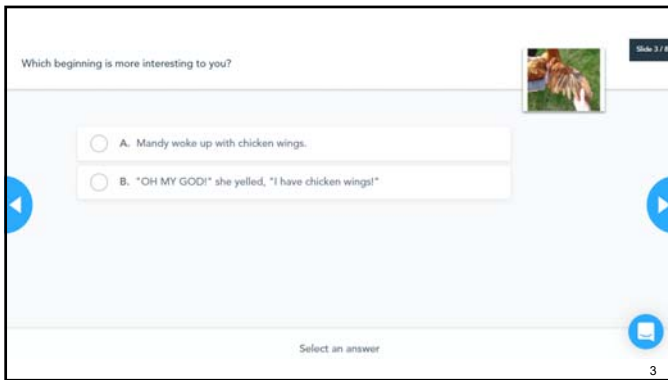 Slide 3 / 8
Which beginning is more interesting to you?
A. Mandy woke up with chicken wings.
B. "OH MY GOD!" she yelled, "I have chicken wings!"
Select an answer
3